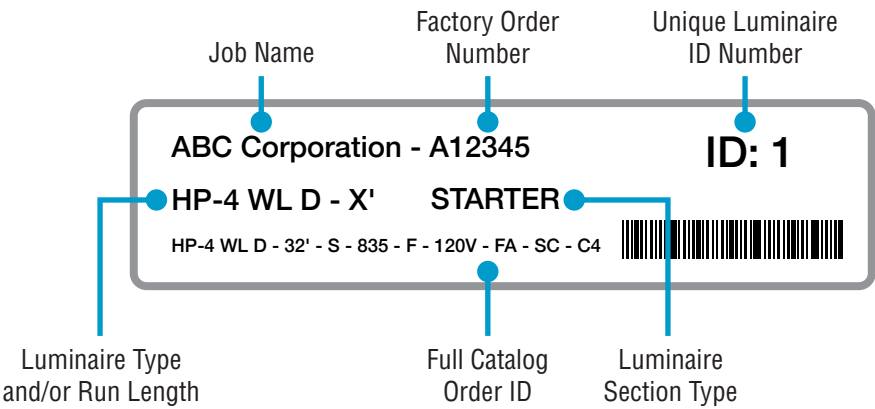 Job Name
Factory Order
Number
Unique Luminaire
ID Number
ABC Corporation - A12345
ID: 1
HP-4 WL D - X'
STARTER
HP-4 WL D - 32' - S - 835 - F - 120V - FA - SC - C4
Luminaire Type
and/or Run Length
Full Catalog
Order ID
Luminaire
Section Type